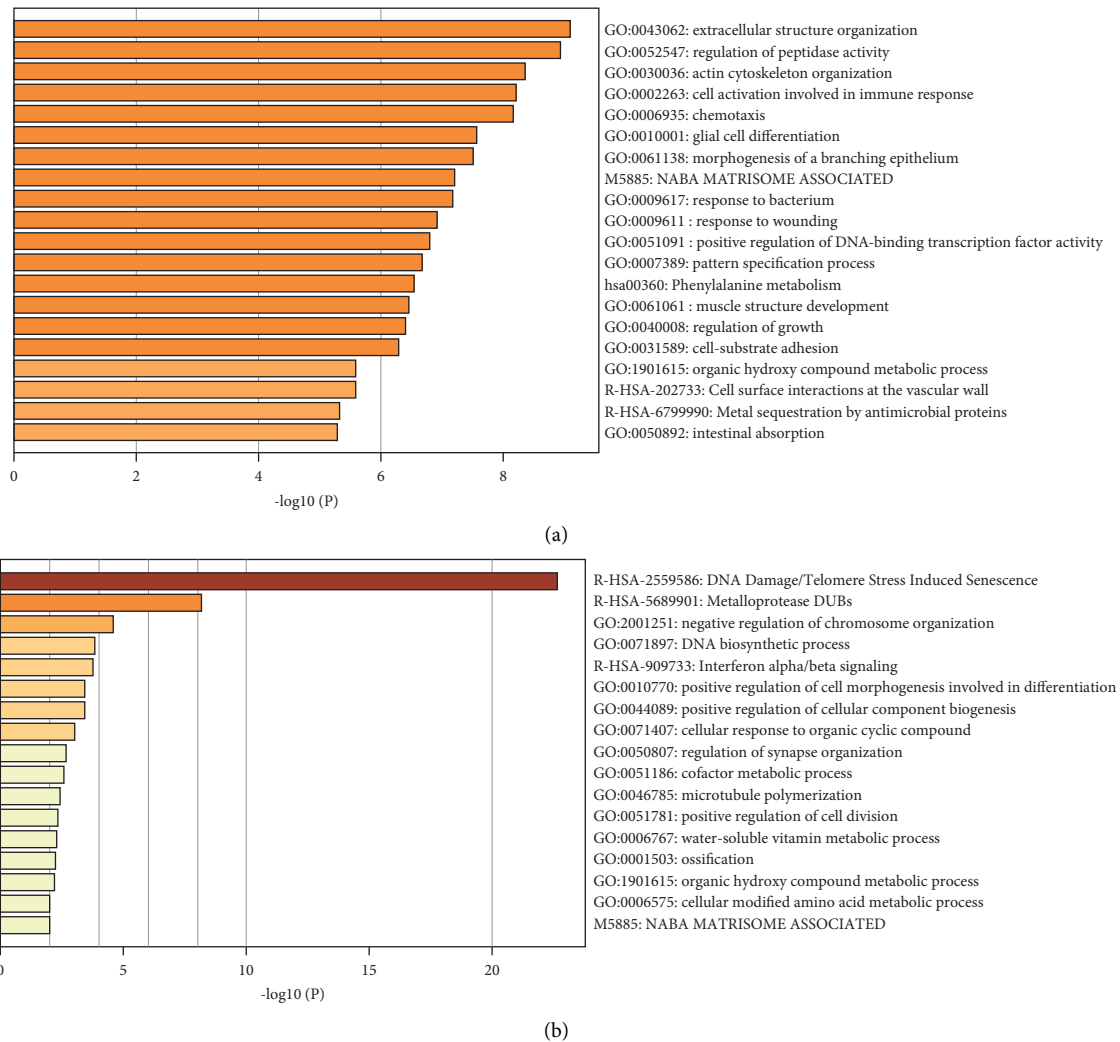 GO:0043062: extracellular structure organization
GO:0052547: regulation of peptidase activity
GO:0030036: actin cytoskeleton organization
GO:0002263: cell activation involved in immune response
GO:0006935: chemotaxis
GO:0010001: glial cell differentiation
GO:0061138: morphogenesis of a branching epithelium
M5885: NABA MATRISOME ASSOCIATED
GO:0009617: response to bacterium
GO:0009611 : response to wounding
GO:0051091 : positive regulation of DNA-binding transcription factor activity
GO:0007389: pattern specification process
hsa00360: Phenylalanine metabolism
GO:0061061 : muscle structure development
GO:0040008: regulation of growth
GO:0031589: cell-substrate adhesion
GO:1901615: organic hydroxy compound metabolic process
R-HSA-202733: Cell surface interactions at the vascular wall
R-HSA-6799990: Metal sequestration by antimicrobial proteins
GO:0050892: intestinal absorption
0 2 4 6 8
-log10 (P)
(a)
R-HSA-2559586: DNA Damage/Telomere Stress Induced Senescence
R-HSA-5689901: Metalloprotease DUBs
GO:2001251: negative regulation of chromosome organization
GO:0071897: DNA biosynthetic process
R-HSA-909733: Interferon alpha/beta signaling
GO:0010770: positive regulation of cell morphogenesis involved in differentiation
GO:0044089: positive regulation of cellular component biogenesis
GO:0071407: cellular response to organic cyclic compound
GO:0050807: regulation of synapse organization
GO:0051186: cofactor metabolic process
GO:0046785: microtubule polymerization
GO:0051781: positive regulation of cell division
GO:0006767: water-soluble vitamin metabolic process
GO:0001503: ossification
GO:1901615: organic hydroxy compound metabolic process
GO:0006575: cellular modified amino acid metabolic process
M5885: NABA MATRISOME ASSOCIATED
0 5 10 15 20
-log10 (P)
(b)